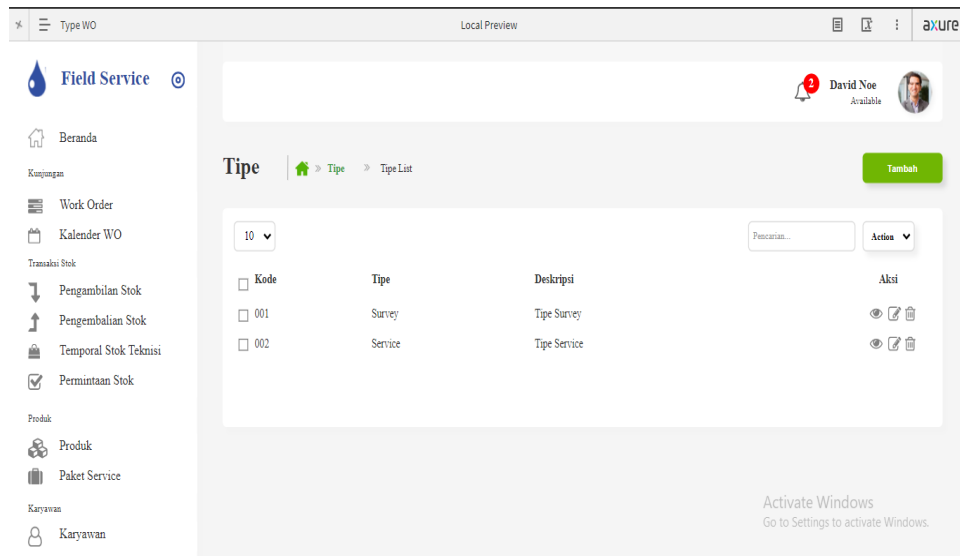 Type WO
Local Preview
axure
Field Service
2
David Noe
Available
Beranda
Kunjungan
Work Order
Kalender WO
Transaksi Stok
Pengambilan Stok
Pengembalian Stok
Temporal Stok Teknisi
Permintaan Stok
Produk
Produk
Paket Service
Karyawan
Karyawan
Tipe » Tipe » Tipe List
Tambah
10
Pencarian...
Action
Kode Tipe Deskripsi Aksi
001 Survey Tipe Survey
002 Service Tipe Service
Activate Windows
Go to Settings to activate Windows.